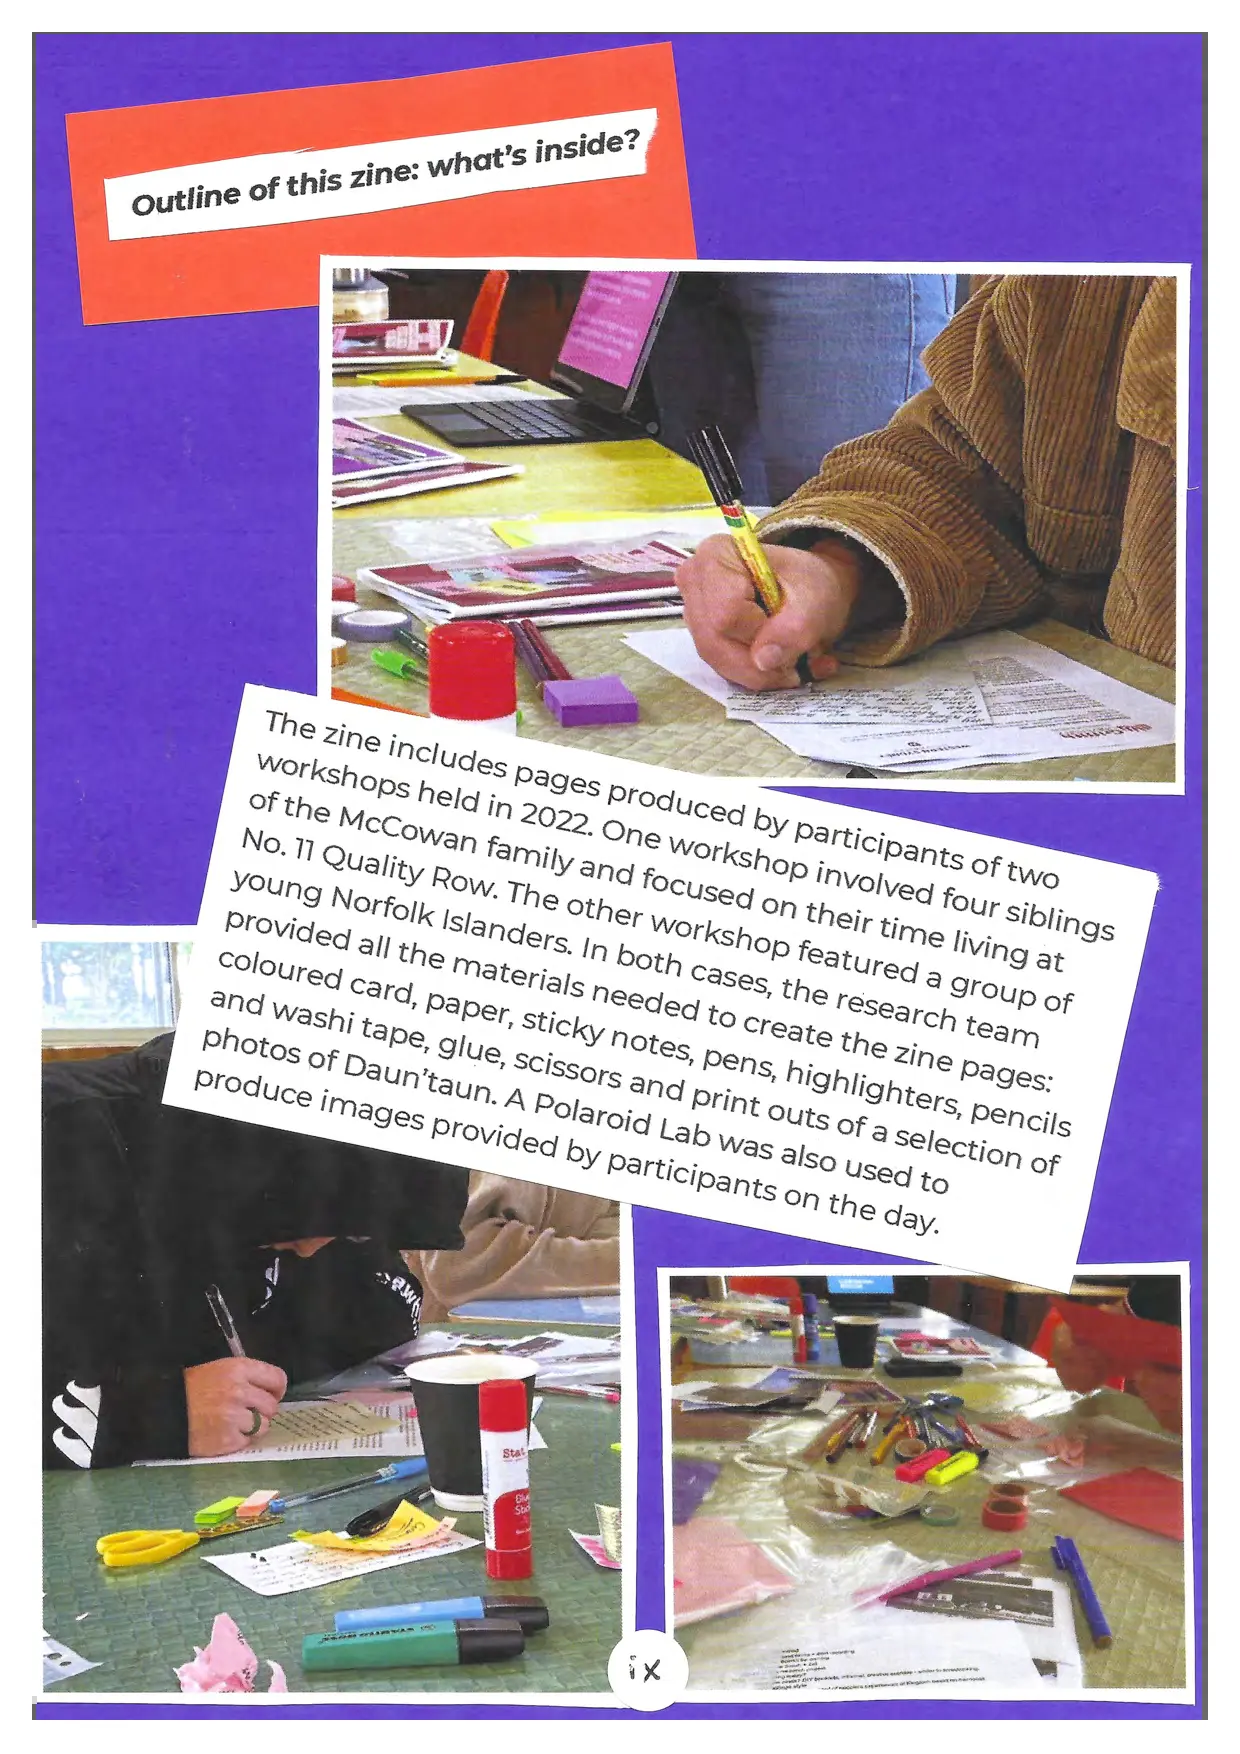 Outline of this zine: what's inside?
The zine includes pages produced by participants of two
workshops held in 2022. One workshop involved four siblings
of the McCowan family and focused on their time living at
No. 11 Quality Row. The other workshop featured a group of
young Norfolk Islanders. In both cases, the research team
provided all the materials needed to create the zine pages:
coloured card, paper, sticky notes, pens, highlighters, pencils
and washi tape, glue, scissors and print outs of a selection of
photos of Daun'taun. A Polaroid Lab was also used to
produce images provided by participants on the day.
Stat
Glue
Stick
STABILO BOSS
ix